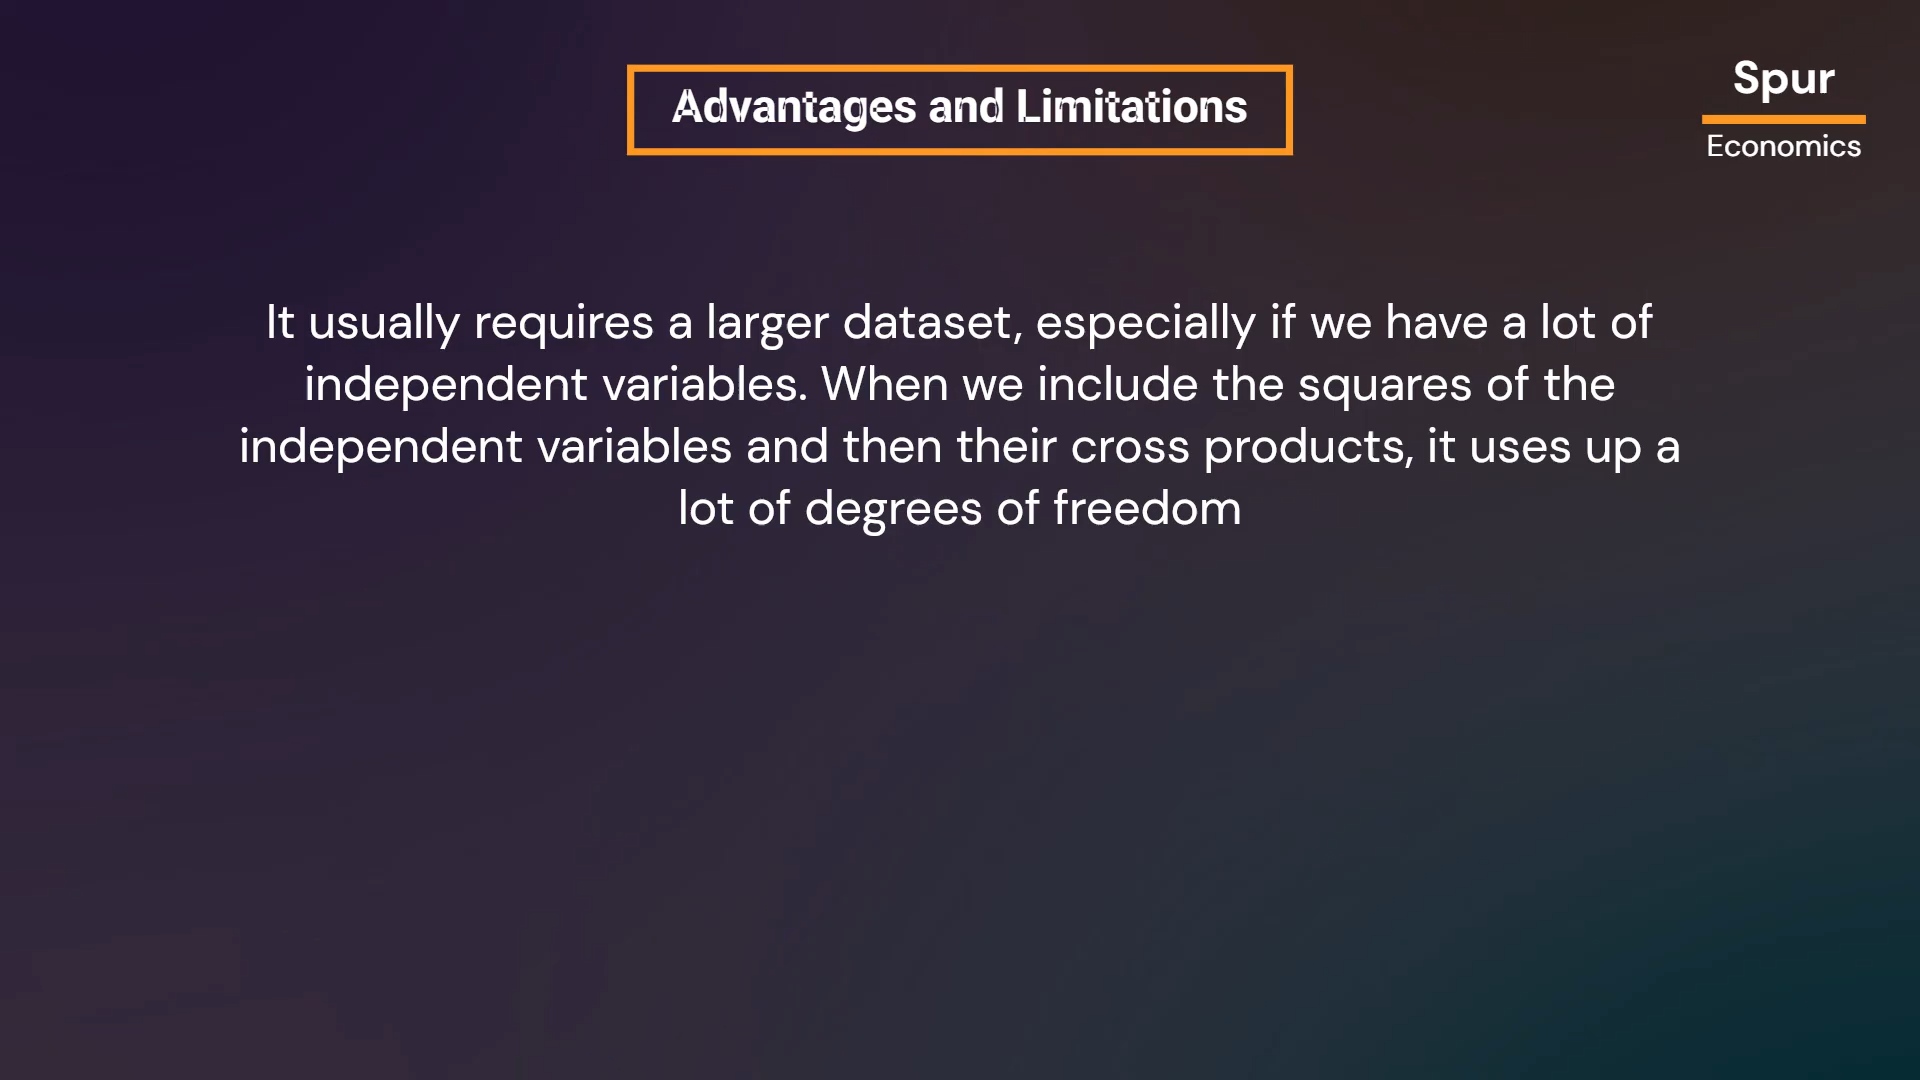 Advantages and Limitations
Spur
Economics
It usually requires a larger dataset, especially if we have a lot of
independent variables. When we include the squares of the
independent variables and then their cross products, it uses up a
lot of degrees of freedom